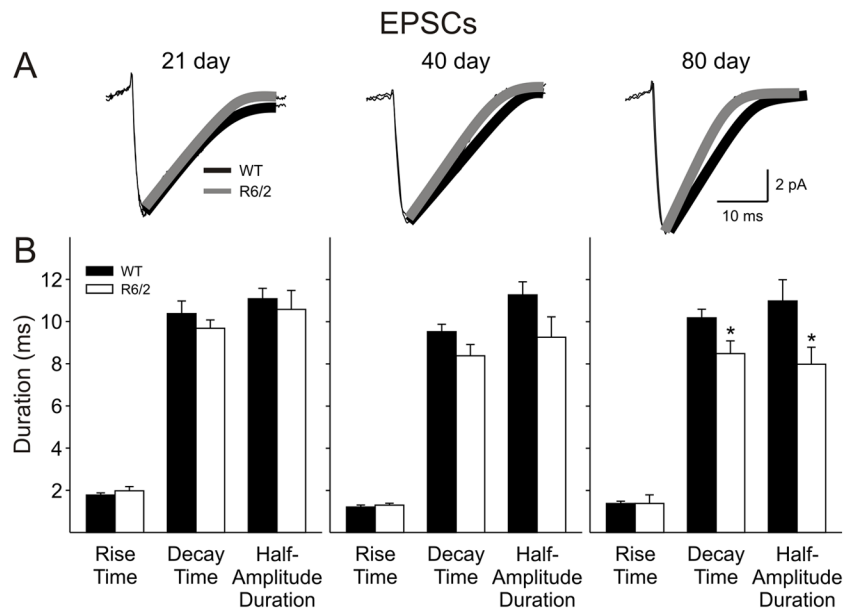 EPSCs
A
21 day
40 day
80 day
WT
R6/2
2 pA
10 ms
B
WT
R6/2
Duration (ms)
12
10
8
6
4
2
Rise
Time
Decay
Time
Half-
Amplitude
Duration
Rise
Time
Decay
Time
Half-
Amplitude
Duration
Rise
Time
Decay
Time
Half-
Amplitude
Duration
*
*